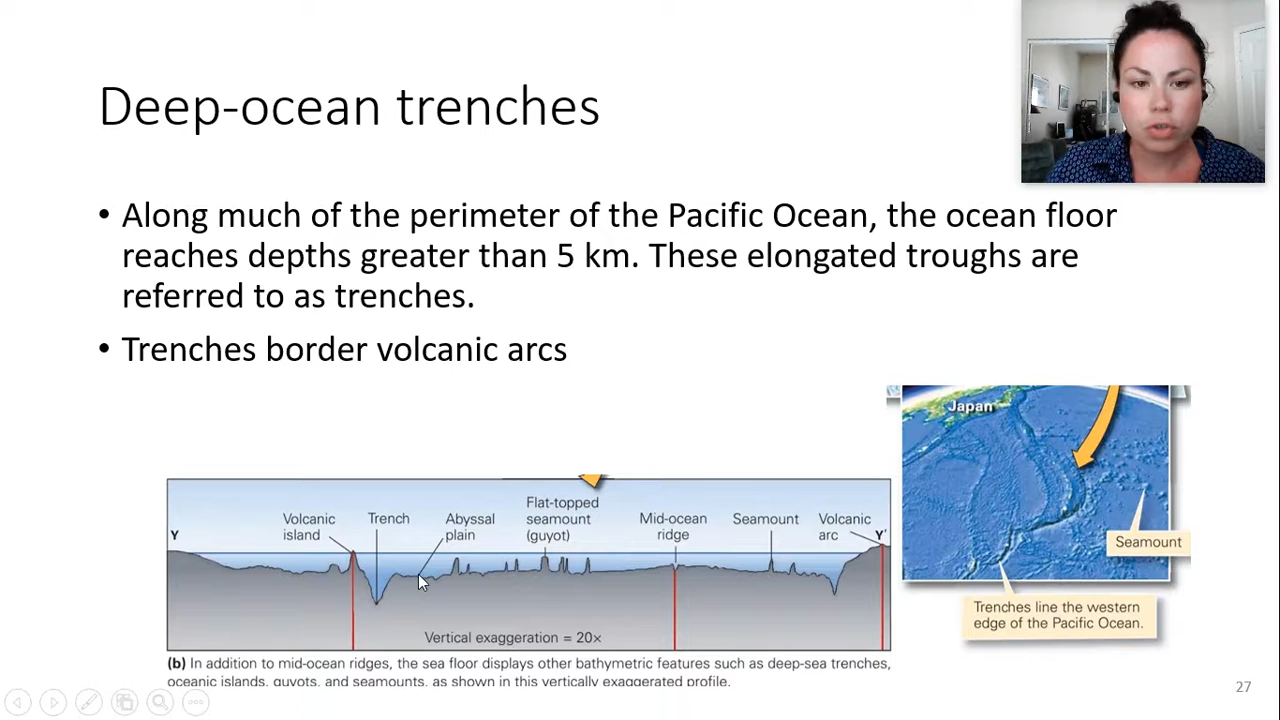 Deep-ocean trenches
• Along much of the perimeter of the Pacific Ocean, the ocean floor
reaches depths greater than 5 km. These elongated troughs are
referred to as trenches.
• Trenches border volcanic arcs
Japan
Seamount
Trenches line the western
edge of the Pacific Ocean.
Y
Volcanic
island
Trench
Abyssal
plain
Flat-topped
seamount
(guyot)
Mid-ocean
ridge
Seamount
Volcanic
arc
Y'
Vertical exaggeration = 20×
(b) In addition to mid-ocean ridges, the sea floor displays other bathymetric features such as deep-sea trenches,
oceanic islands, guyots, and seamounts, as shown in this vertically exaggerated profile.
27